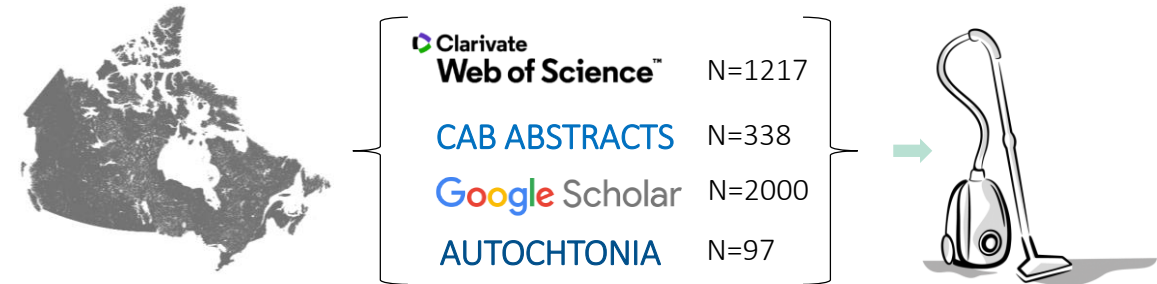 Clarivate
Web of Science™ N=1217
CAB ABSTRACTS N=338
Google Scholar N=2000
AUTOCHTONIA N=97